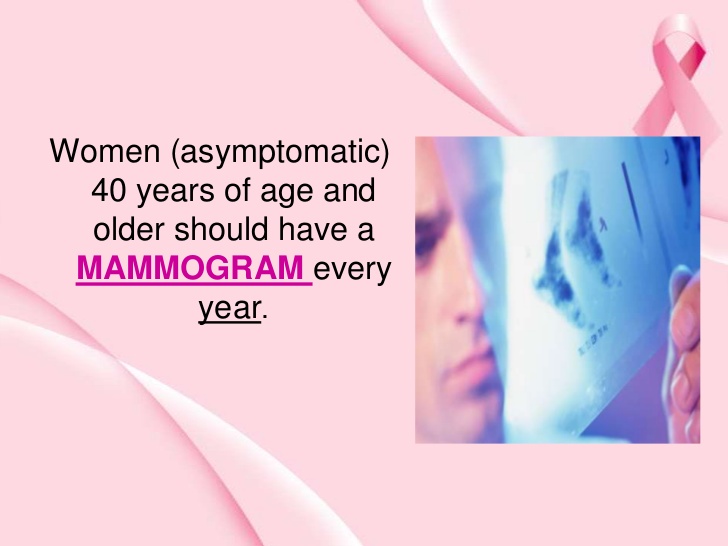 Women (asymptomatic)
40 years of age and
older should have a
MAMMOGRAM every
year.